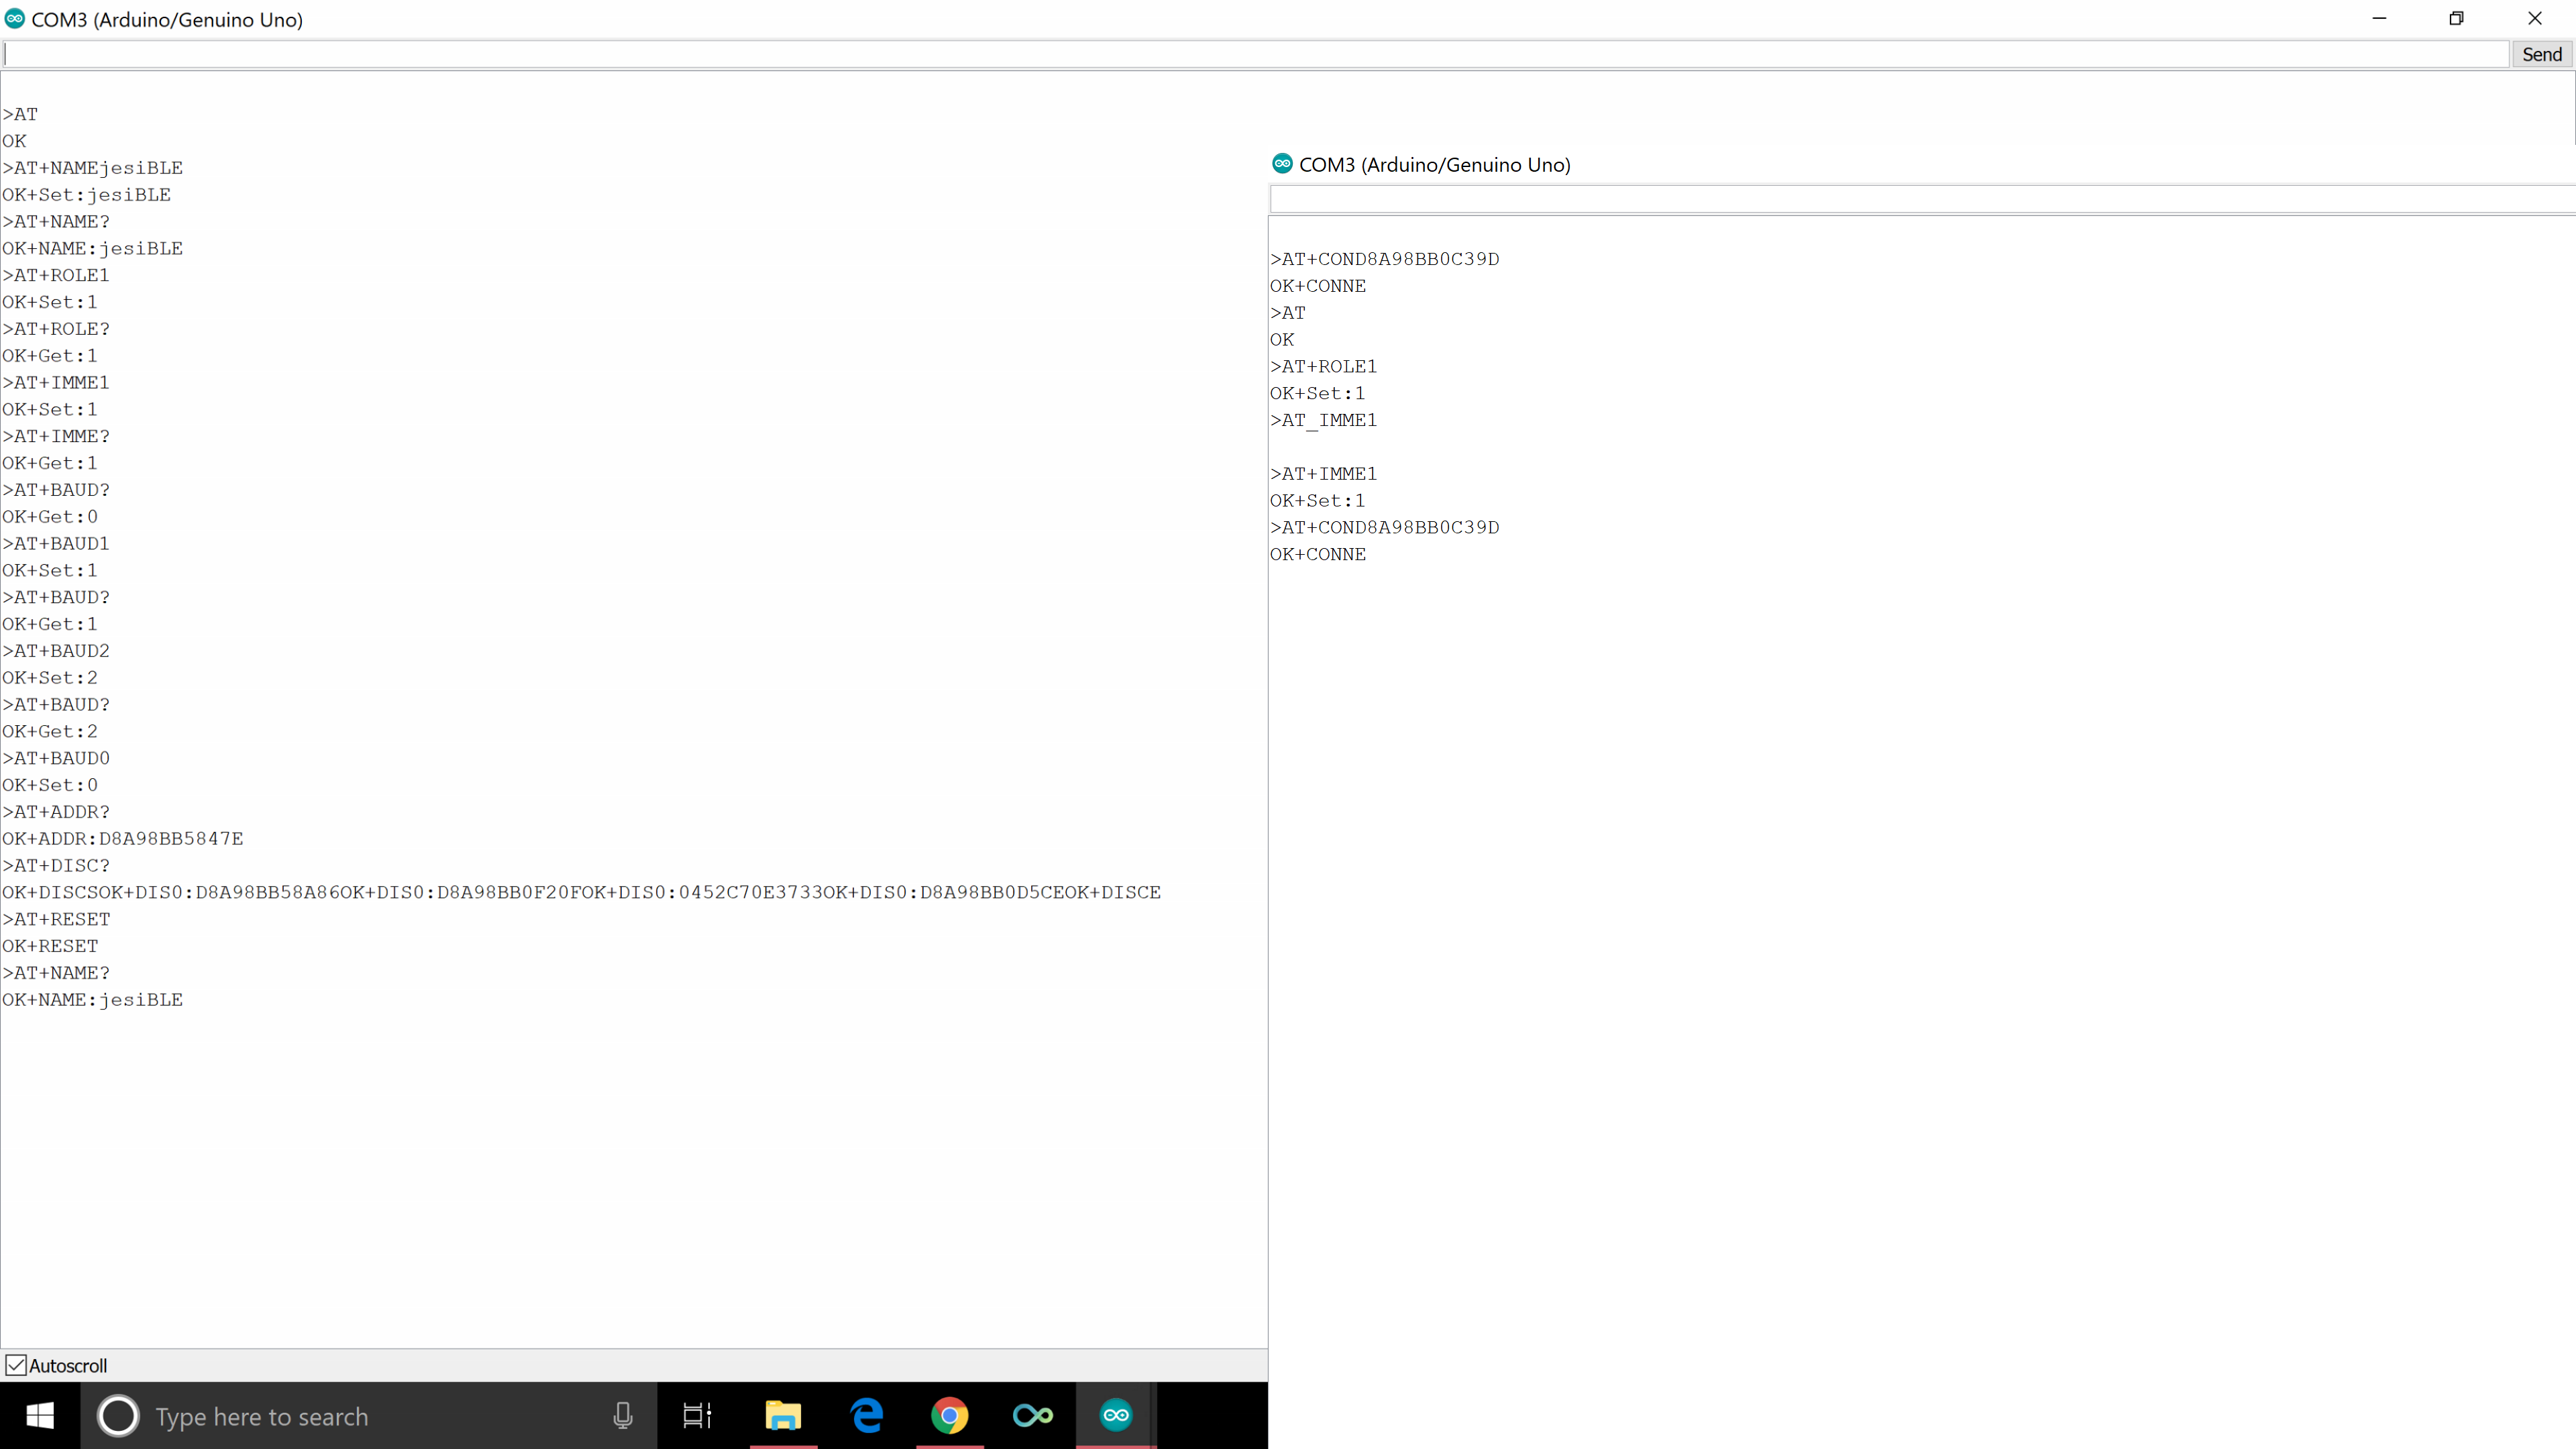 COM3 (Arduino/Genuino Uno)
Send
>AT
OK
>AT+NAMEjesiBLE
OK+Set:jesiBLE
>AT+NAME?
OK+NAME:jesiBLE
>AT+ROLE1
OK+Set:1
>AT+ROLE?
OK+Get:1
>AT+IMME1
OK+Set:1
>AT+IMME?
OK+Get:1
>AT+BAUD?
OK+Get:0
>AT+BAUD1
OK+Set:1
>AT+BAUD?
OK+Get:1
>AT+BAUD2
OK+Set:2
>AT+BAUD?
OK+Get:2
>AT+BAUD0
OK+Set:0
>AT+ADDR?
OK+ADDR:D8A98BB5847E
>AT+DISC?
OK+DISCSOK+DIS0:D8A98BB58A86OK+DIS0:D8A98BB0F20FOK+DIS0:0452C70E3733OK+DIS0:D8A98BB0D5CEOK+DISCE
>AT+RESET
OK+RESET
>AT+NAME?
OK+NAME:jesiBLE
Autoscroll
Type here to search
COM3 (Arduino/Genuino Uno)
>AT+COND8A98BB0C39D
OK+CONNE
>AT
OK
>AT+ROLE1
OK+Set:1
>AT_IMME1
>AT+IMME1
OK+Set:1
>AT+COND8A98BB0C39D
OK+CONNE